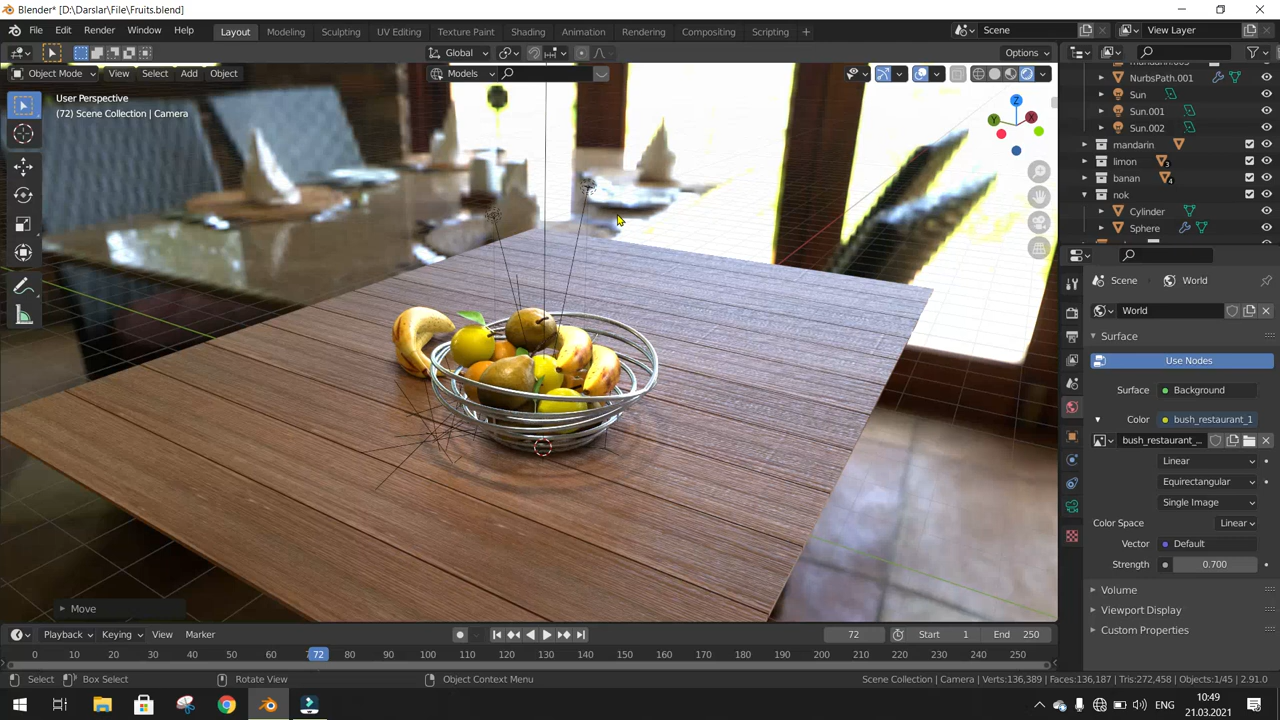 Blender* [D:\Darslar\File\Fruits.blend]
File Edit Render Window Help Layout Modeling Sculpting UV Editing Texture Paint Shading Animation Rendering Compositing Scripting + Scene View Layer
Global Options
Object Mode View Select Add Object Models
User Perspective
(72) Scene Collection | Camera
Z
Y X
NurbsPath.001
Sun
Sun.001
Sun.002
mandarin
limon 3
banan 4
nok
Cylinder
Sphere
Scene World
World
Surface
Use Nodes
Surface Background
Color bush_restaurant_1
bush_restaurant_...
Linear
Equirectangular
Single Image
Color Space Linear
Vector Default
Strength 0.700
Volume
Viewport Display
Custom Properties
Move
Playback Keying View Marker 72 Start 1 End 250
0 10 20 30 40 50 60 72 80 90 100 110 120 130 140 150 160 170 180 190 200 210 220 230 240 250
Select Box Select Rotate View Object Context Menu Scene Collection | Camera Verts:136,389 | Faces:136,187 | Tris:272,458 | Objects:1/45 | 2.91.0
ENG
10:49
21.03.2021